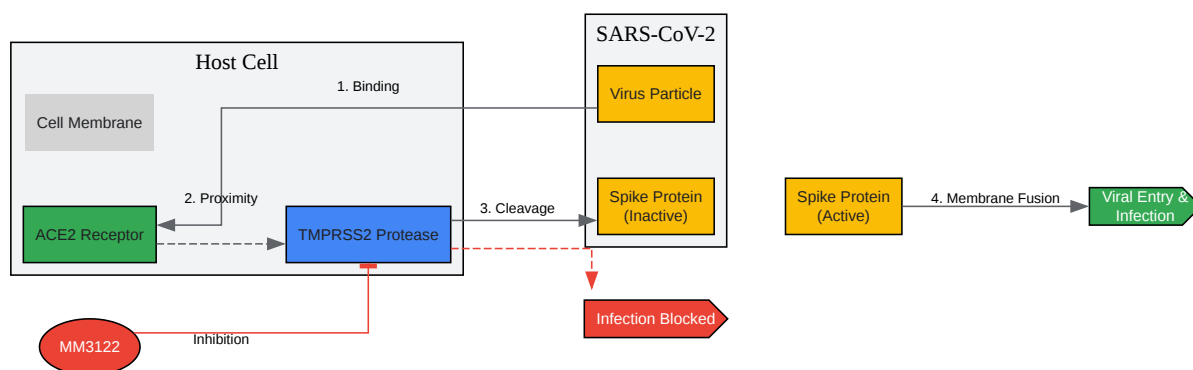 SARS-CoV-2
Host Cell
1. Binding
Virus Particle
Cell Membrane
2. Proximity
3. Cleavage
Spike Protein
(Inactive)
Spike Protein
(Active)
4. Membrane Fusion
Viral Entry &
Infection
ACE2 Receptor
TMPRSS2 Protease
Infection Blocked
MM3122
Inhibition